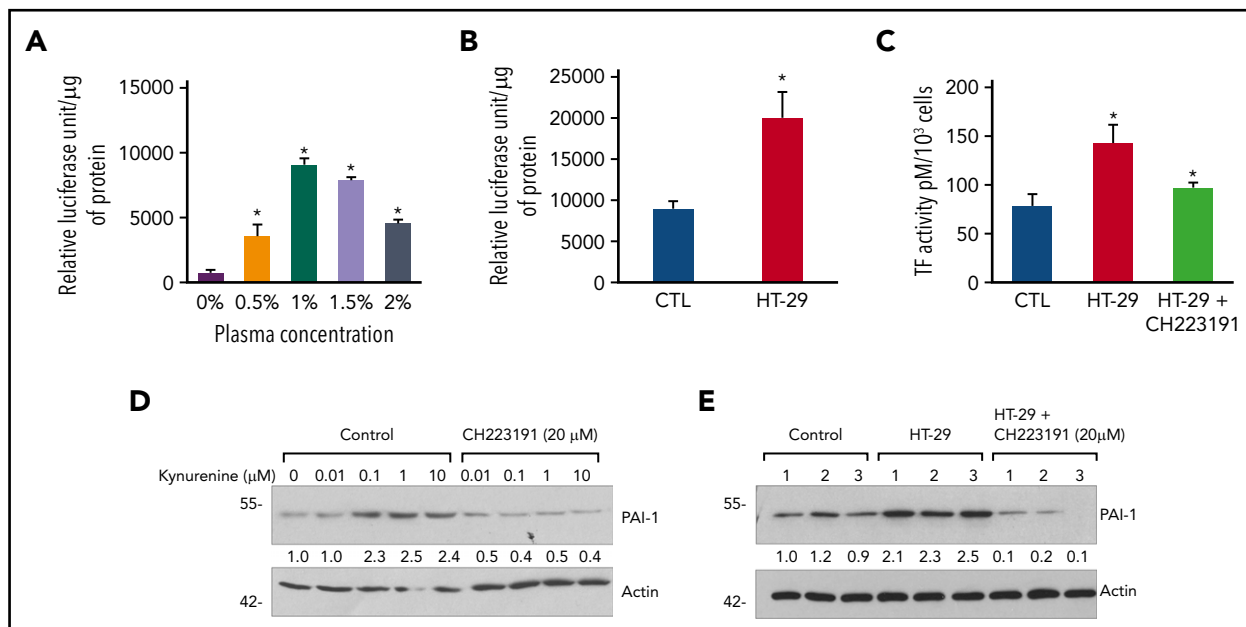 A
Relative luciferase unit/μg
of protein
15000
10000
5000
0
*
*
*
*
0%
0.5%
1%
1.5%
2%
Plasma concentration
B
Relative luciferase unit/μg
of protein
25000
20000
15000
10000
5000
0
*
CTL
HT-29
C
TF activity pM/10³ cells
200
150
100
50
0
*
*
CTL
HT-29
HT-29 +
CH223191
D
Control
CH223191 (20 μM)
Kynurenine (μM) 0 0.01 0.1 1 10 0.01 0.1 1 10
55-
PAI-1
1.0 1.0 2.3 2.5 2.4 0.5 0.4 0.5 0.4
Actin
42-
E
Control
HT-29
HT-29 +
CH223191 (20μM)
1 2 3 1 2 3 1 2 3
55-
PAI-1
1.0 1.2 0.9 2.1 2.3 2.5 0.1 0.2 0.1
Actin
42-